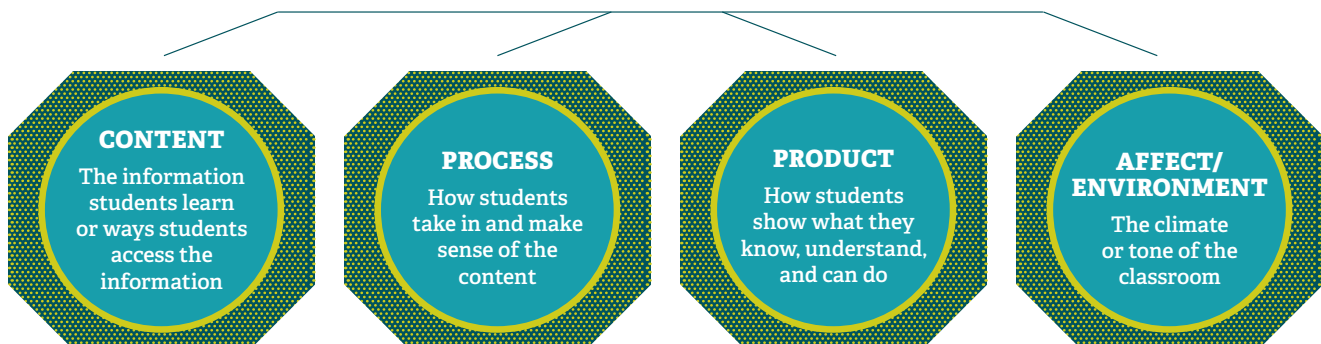 CONTENT
The information
students learn
or ways students
access the
information
PROCESS
How students
take in and make
sense of the
content
PRODUCT
How students
show what they
know, understand,
and can do
AFFECT/
ENVIRONMENT
The climate
or tone of the
classroom